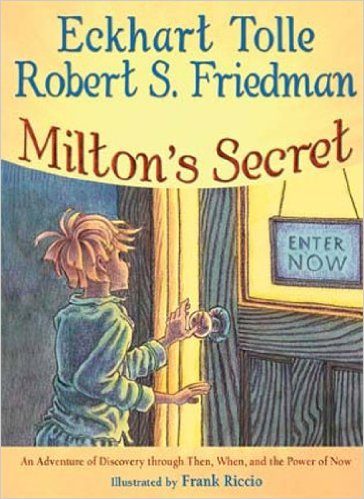 Eckhart Tolle
Robert S. Friedman
Milton's Secret
ENTER
NOW
An Adventure of Discovery through Then, When, and the Power of Now
Illustrated by Frank Riccio